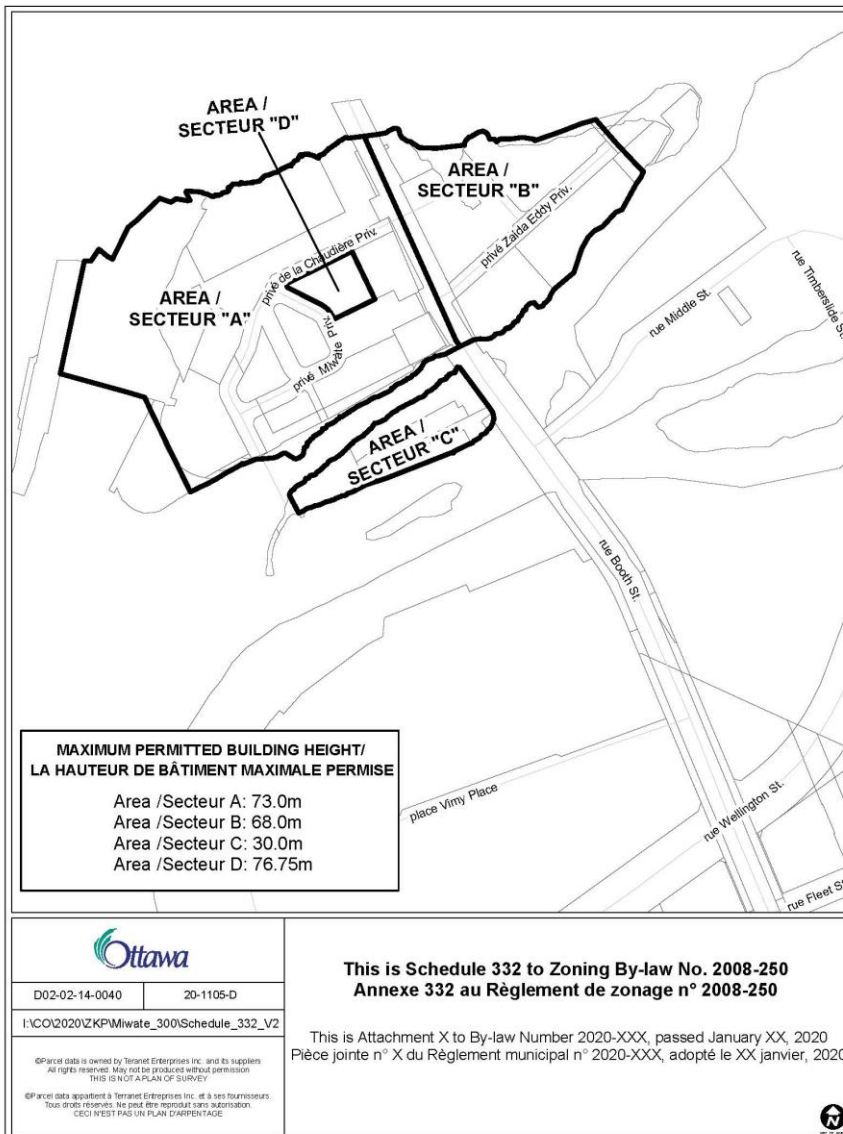 AREA /
SECTEUR "D"
AREA /
SECTEUR "B"
privé Zaida Eddy Priv.
privé de la Chaudière Priv.
AREA /
SECTEUR "A"
rue Middle St.
rue Timberslide St.
privé Miwate Priv.
AREA /
SECTEUR "C"
rue Booth St.
MAXIMUM PERMITTED BUILDING HEIGHT/
LA HAUTEUR DE BÂTIMENT MAXIMALE PERMISE
Area /Secteur A: 73.0m
Area /Secteur B: 68.0m
Area /Secteur C: 30.0m
Area /Secteur D: 76.75m
place Vimy Place
rue Wellington St.
rue Fleet St.
Ottawa
D02-02-14-0040 20-1105-D
I:\CO\2020\ZKP\Miwate_300\Schedule_332_V2
©Parcel data is owned by Teranet Enterprises Inc. and its suppliers
All rights reserved. May not be produced without permission
THIS IS NOT A PLAN OF SURVEY
©Parcel data appartient à Terranet Entreprises Inc. et à ses fournisseurs.
Tous droits réservés. Ne peut être reproduit sans autorisation.
CECI N'EST PAS UN PLAN D'ARPENTAGE
This is Schedule 332 to Zoning By-law No. 2008-250
Annexe 332 au Règlement de zonage n° 2008-250
This is Attachment X to By-law Number 2020-XXX, passed January XX, 2020
Pièce jointe n° X du Règlement municipal n° 2020-XXX, adopté le XX janvier, 2020
N